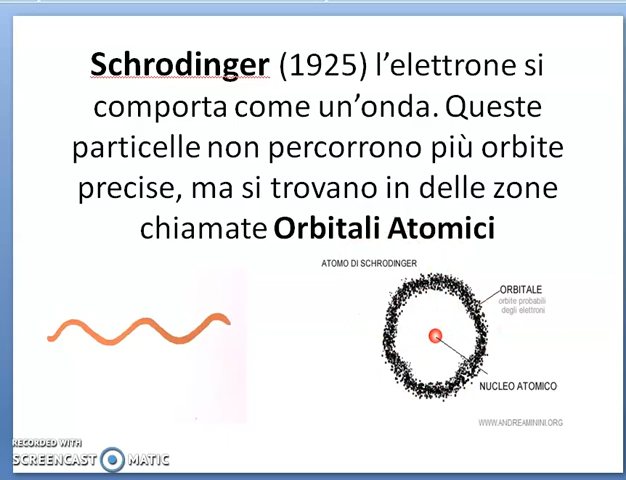 Schrodinger (1925) l'elettrone si
comporta come un'onda. Queste
particelle non percorrono più orbite
precise, ma si trovano in delle zone
chiamate Orbitali Atomici
ATOMO DI SCHRODINGER
ORBITALE
orbite probabili
degli elettroni
NUCLEO ATOMICO
WWW.ANDREAMININI.ORG
RECORDED WITH
SCREENCAST MATIC